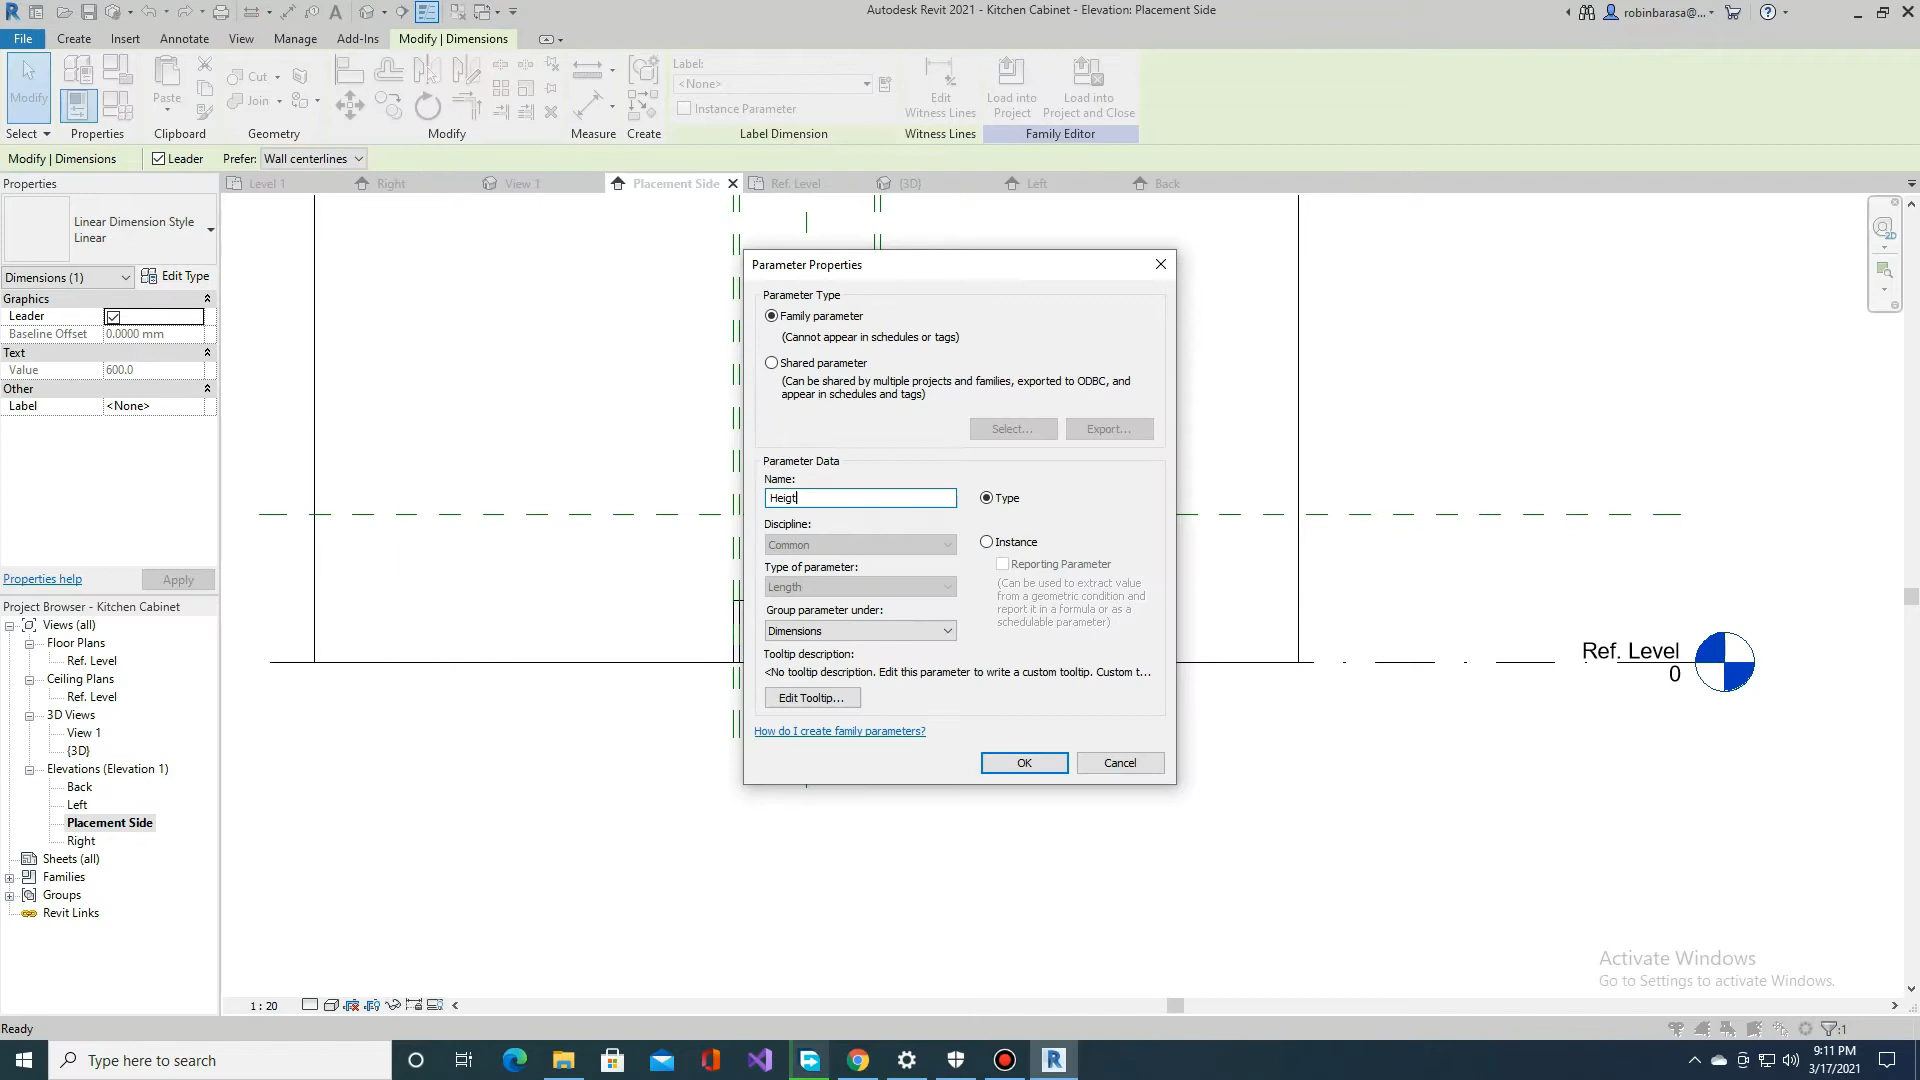 Autodesk Revit 2021 - Kitchen Cabinet - Elevation: Placement Side
robinbarasa@...
File Create Insert Annotate View Manage Add-Ins Modify | Dimensions
Modify
Select
Properties
Paste
Clipboard
Cut
Join
Geometry
Modify
Measure
Create
Label:
<None>
Instance Parameter
Label Dimension
Edit
Witness Lines
Witness Lines
Load into
Project
Load into
Project and Close
Family Editor
Modify | Dimensions
Leader
Prefer: Wall centerlines
Properties
Level 1
Right
View 1
Placement Side
Ref. Level
{3D}
Left
Back
Linear Dimension Style
Linear
Dimensions (1)
Edit Type
Graphics
Leader
Baseline Offset 0.0000 mm
Text
Value 600.0
Other
Label <None>
Properties help
Apply
Project Browser - Kitchen Cabinet
Views (all)
Floor Plans
Ref. Level
Ceiling Plans
Ref. Level
3D Views
View 1
{3D}
Elevations (Elevation 1)
Back
Left
Placement Side
Right
Sheets (all)
Families
Groups
Revit Links
Parameter Properties
Parameter Type
Family parameter
(Cannot appear in schedules or tags)
Shared parameter
(Can be shared by multiple projects and families, exported to ODBC, and
appear in schedules and tags)
Select...
Export...
Parameter Data
Name:
Heigt
Type
Discipline:
Common
Instance
Reporting Parameter
(Can be used to extract value
from a geometric condition and
report it in a formula or as a
schedulable parameter)
Type of parameter:
Length
Group parameter under:
Dimensions
Tooltip description:
<No tooltip description. Edit this parameter to write a custom tooltip. Custom t...
Edit Tooltip...
How do I create family parameters?
OK
Cancel
Ref. Level
0
2D
Activate Windows
Go to Settings to activate Windows.
1 : 20
Ready
:1
Type here to search
9:11 PM
3/17/2021